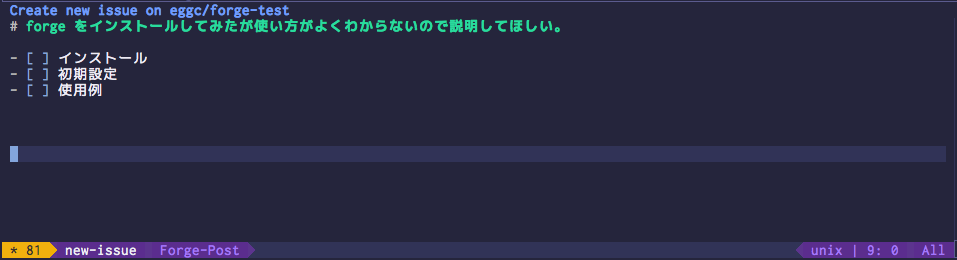 Create new issue on eggc/forge-test
# forge をインストールしてみたが使い方がよくわからないので説明してほしい。
- [ ] インストール
- [ ] 初期設定
- [ ] 使用例
* 81 new-issue Forge-Post unix | 9: 0 All